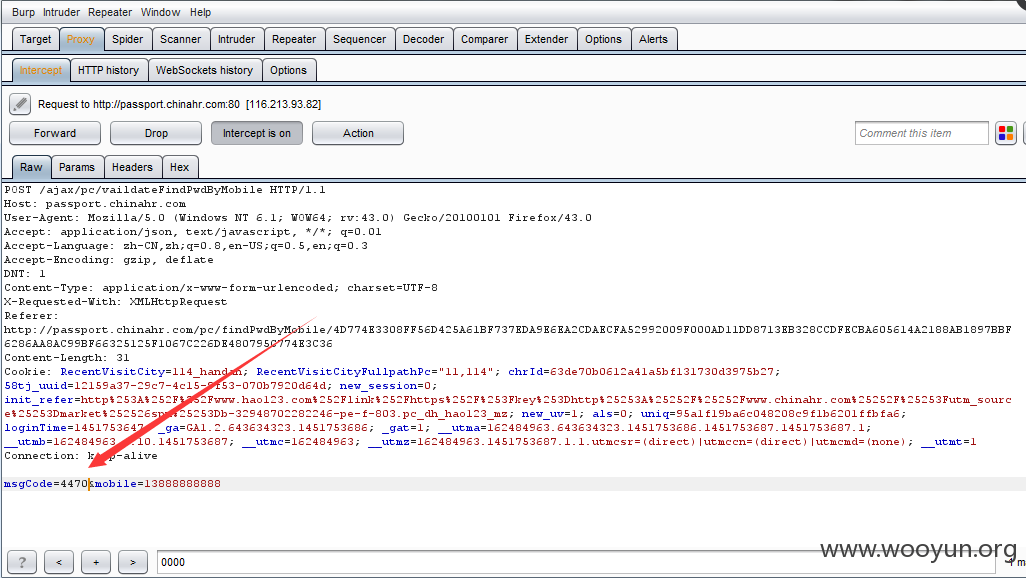 Burp Intruder Repeater Window Help
Target Proxy Spider Scanner Intruder Repeater Sequencer Decoder Comparer Extender Options Alerts
Intercept HTTP history WebSockets history Options
Request to http://passport.chinahr.com:80 [116.213.93.82]
Forward Drop Intercept is on Action Comment this item
Raw Params Headers Hex
POST /ajax/pc/vaildateFindPwdByMobile HTTP/1.1
Host: passport.chinahr.com
User-Agent: Mozilla/5.0 (Windows NT 6.1; WOW64; rv:43.0) Gecko/20100101 Firefox/43.0
Accept: application/json, text/javascript, */*; q=0.01
Accept-Language: zh-CN,zh;q=0.8,en-US;q=0.5,en;q=0.3
Accept-Encoding: gzip, deflate
DNT: 1
Content-Type: application/x-www-form-urlencoded; charset=UTF-8
X-Requested-With: XMLHttpRequest
Referer:
http://passport.chinahr.com/pc/findPwdByMobile/4D774E3308FF56D425A61BF737EDA9E6EA2CDAECFA52992009F000AD11DD8713EB328CCDFECBA605614A2188AB1897BBF
6286AA8AC99BF66325125F1067C226DE480795C774E3C36
Content-Length: 31
Cookie: RecentVisitCity=114_handan; RecentVisitCityFullpathPc="11,114"; chrId=63de70b0612a41a5bf131730d3975b27;
58tj_uuid=12159a37-29c7-4c15-9f53-070b7920d64d; new_session=0;
init_refer=http%253A%252F%252Fwww.hao123.com%252Flink%252Fhttps%253Fkey%253Dhttp%25253A%25252F%25252Fwww.chinahr.com%25252F%25253Futm_sourc
e%25253Dmarket%252526spm%25253Db-32948702282246-pe-f-803.pc_dh_hao123_mz; new_uv=1; als=0; uniq=95a1f19ba6c048208c9f1b6201ffbfa6;
loginTime=1451753647 _ga=GA1.2.643634323.1451753686; _gat=1; __utma=162484963.643634323.1451753686.1451753687.1451753687.1;
__utmb=162484963 .10.1451753687; __utmc=162484963; __utmz=162484963.1451753687.1.1.utmcsr=(direct)|utmccn=(direct)|utmcmd=(none); __utmt=1
Connection: keep-alive
msgCode=4470&mobile=13888888888
? < + > 0000
www.wooyun.org